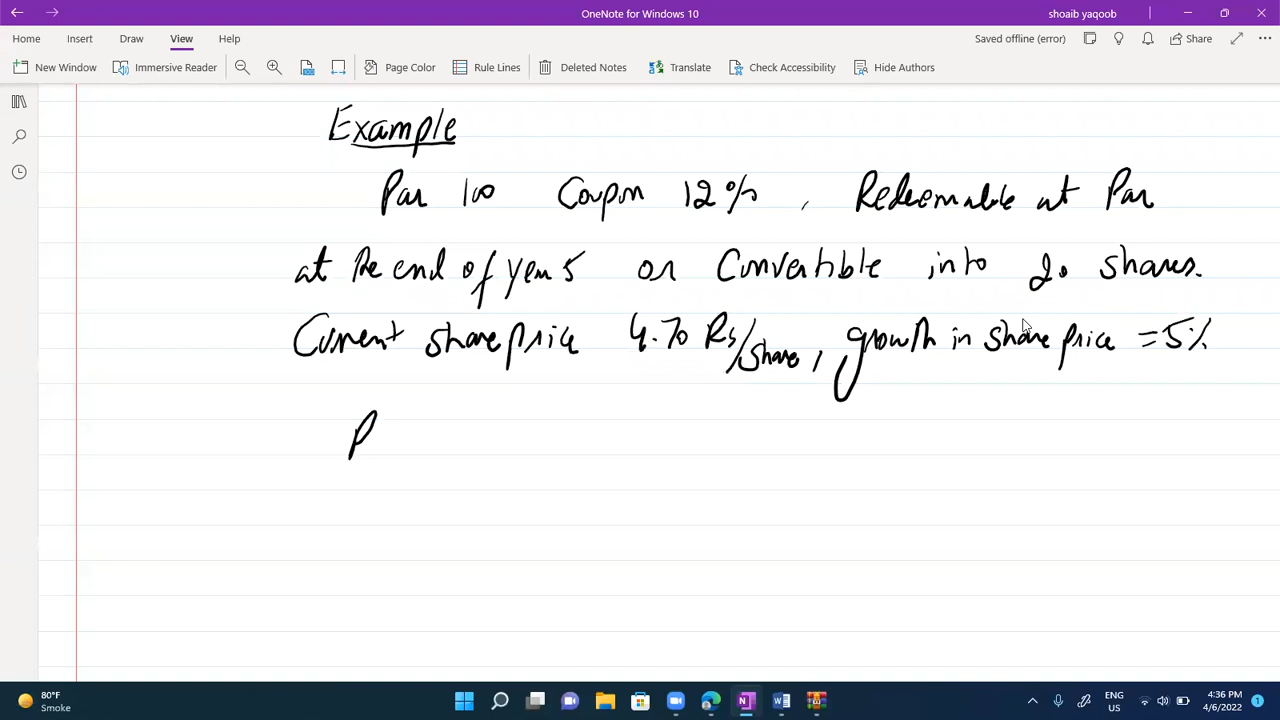 OneNote for Windows 10
shoaib yaqoob
Home Insert Draw View Help
Saved offline (error)
Share
New Window Immersive Reader Page Color Rule Lines Deleted Notes Translate Check Accessibility Hide Authors
Example
Par 100 Coupon 12% , Redeemable at Par
at the end of year 5 or Convertible into 20 shares.
Current share price 4.70 Rs/share, growth in share price = 5%
P
80°F
Smoke
ENG
US
4:36 PM
4/6/2022
1